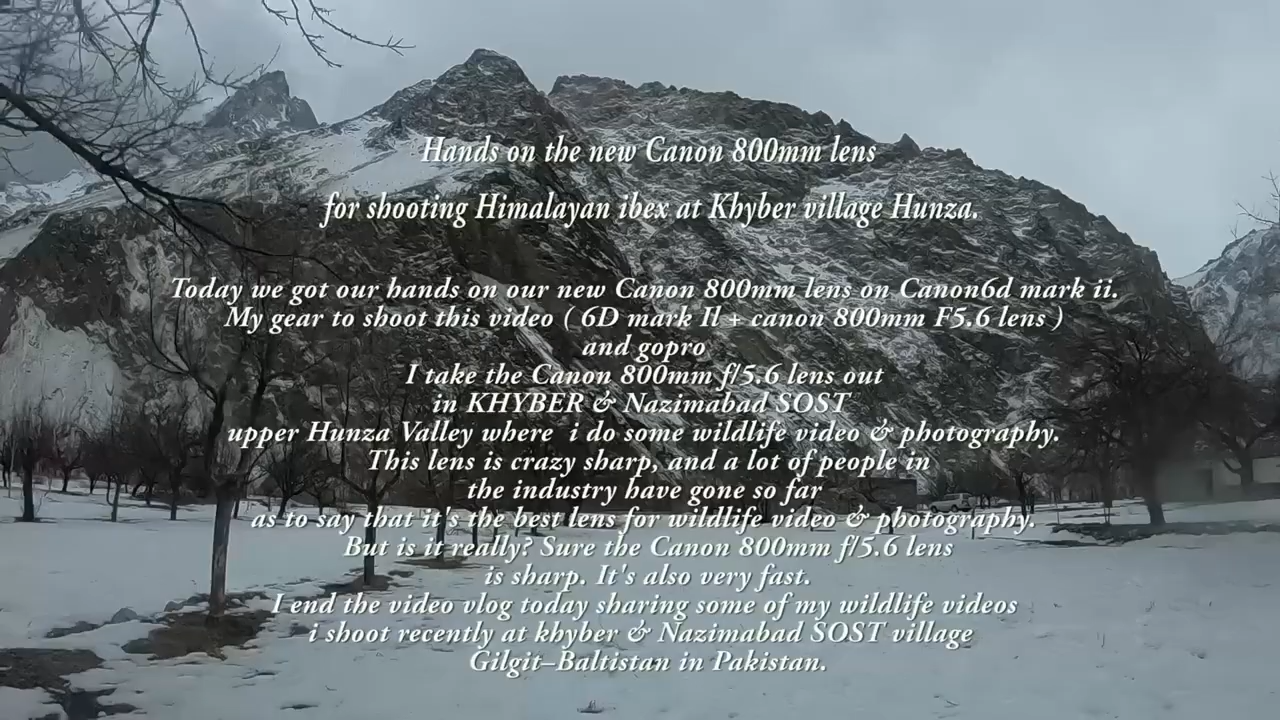 Hands on the new Canon 800mm lens
for shooting Himalayan ibex at Khyber village Hunza.
Today we got our hands on our new Canon 800mm lens on Canon6d mark ii.
My gear to shoot this video ( 6D mark Il + canon 800mm F5.6 lens )
and gopro
I take the Canon 800mm f/5.6 lens out
in KHYBER & Nazimabad SOST
upper Hunza Valley where  i do some wildlife video & photography.
This lens is crazy sharp, and a lot of people in
the industry have gone so far
as to say that it's the best lens for wildlife video & photography.
But is it really? Sure the Canon 800mm f/5.6 lens
is sharp. It's also very fast.
I end the video vlog today sharing some of my wildlife videos
i shoot recently at khyber & Nazimabad SOST village
Gilgit–Baltistan in Pakistan.